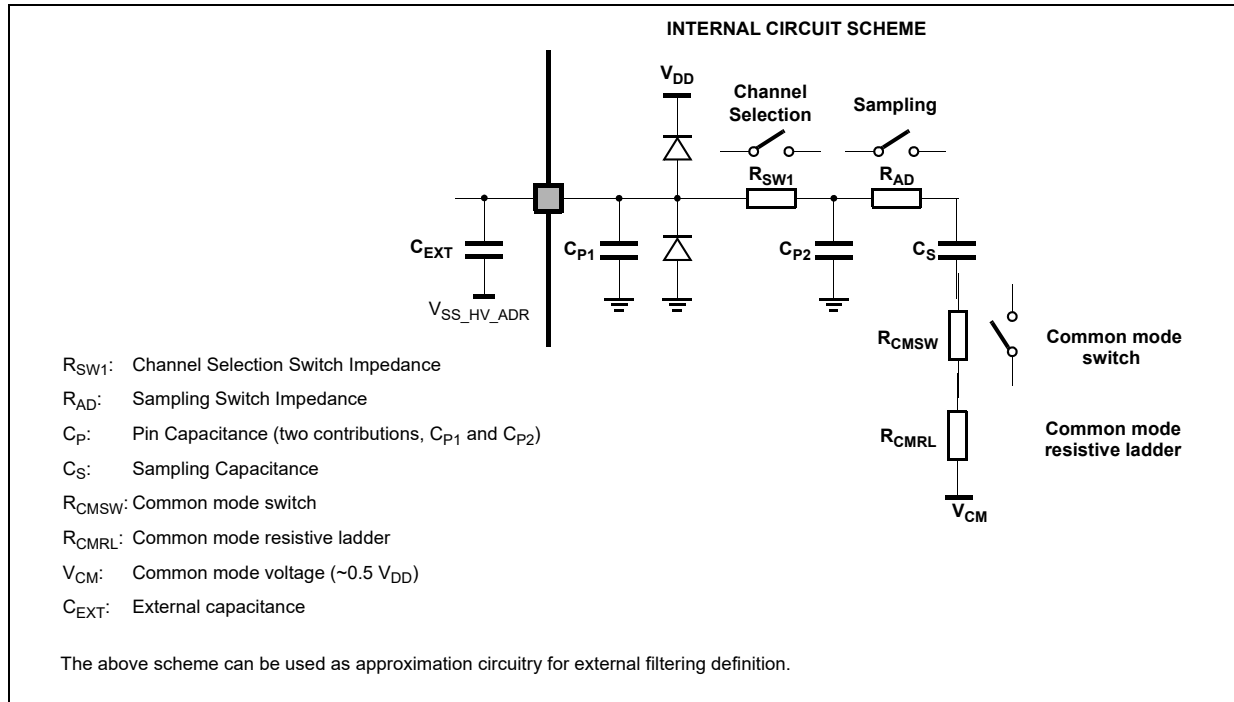 INTERNAL CIRCUIT SCHEME
VDD
Channel
Selection
Sampling
RSW1
RAD
CEXT
CP1
CP2
CS
VSS_HV_ADR
RCMSW
Common mode
switch
RCMRL
Common mode
resistive ladder
VCM
RSW1: Channel Selection Switch Impedance
RAD: Sampling Switch Impedance
CP: Pin Capacitance (two contributions, CP1 and CP2)
CS: Sampling Capacitance
RCMSW: Common mode switch
RCMRL: Common mode resistive ladder
VCM: Common mode voltage (~0.5 VDD)
CEXT: External capacitance
The above scheme can be used as approximation circuitry for external filtering definition.